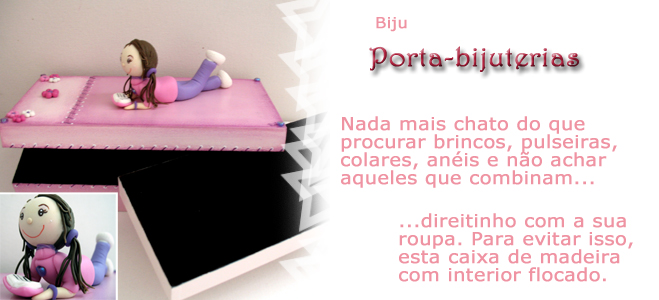 Biju
Porta-bijuterias
Nada mais chato do que
procurar brincos, pulseiras,
colares, anéis e não achar
aqueles que combinam...
...direitinho com a sua
roupa. Para evitar isso,
esta caixa de madeira
com interior flocado.